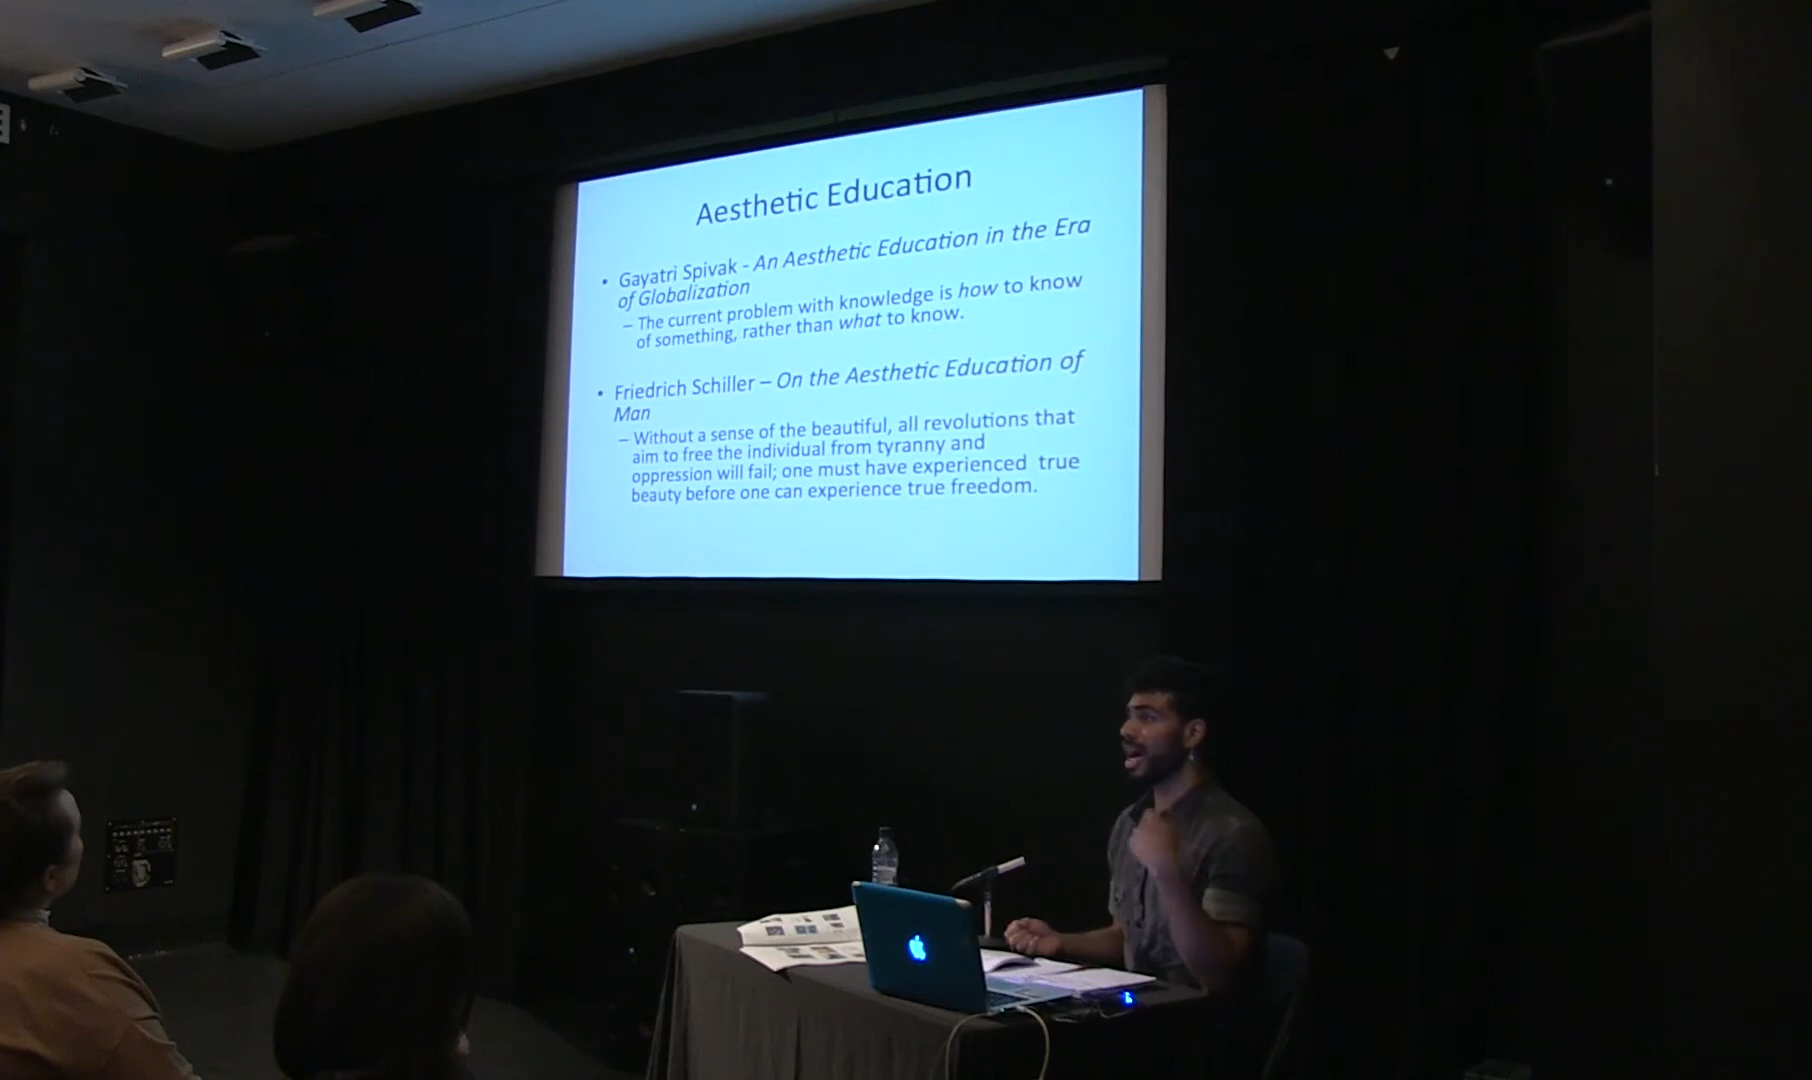 Aesthetic Education
• Gayatri Spivak - An Aesthetic Education in the Era
of Globalization
– The current problem with knowledge is how to know
of something, rather than what to know.
• Friedrich Schiller – On the Aesthetic Education of
Man
– Without a sense of the beautiful, all revolutions that
aim to free the individual from tyranny and
oppression will fail; one must have experienced true
beauty before one can experience true freedom.